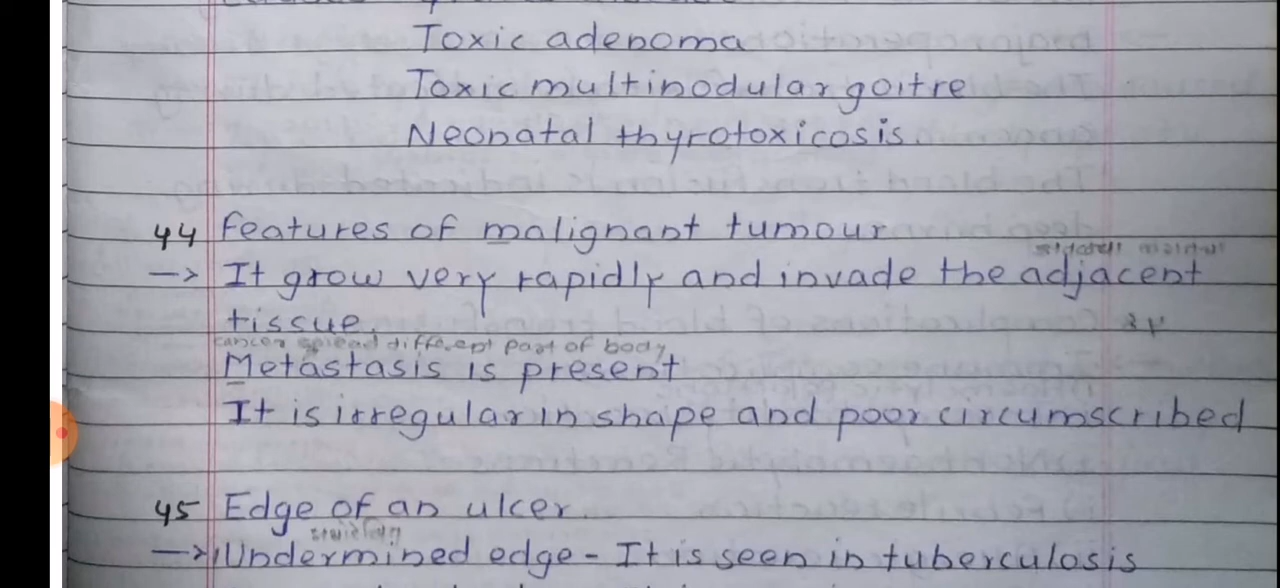 Toxic adenoma
Toxic multinodular goitre
Neonatal thyrotoxicosis.
44 Features of malignant tumour
-> It grow very rapidly and invade the adjacent
tissue.
cancer spread different part of body
Metastasis is present
It is irregular in shape and poor circumscribed
45 Edge of an ulcer
-> 1) Undermined edge - It is seen in tuberculosis